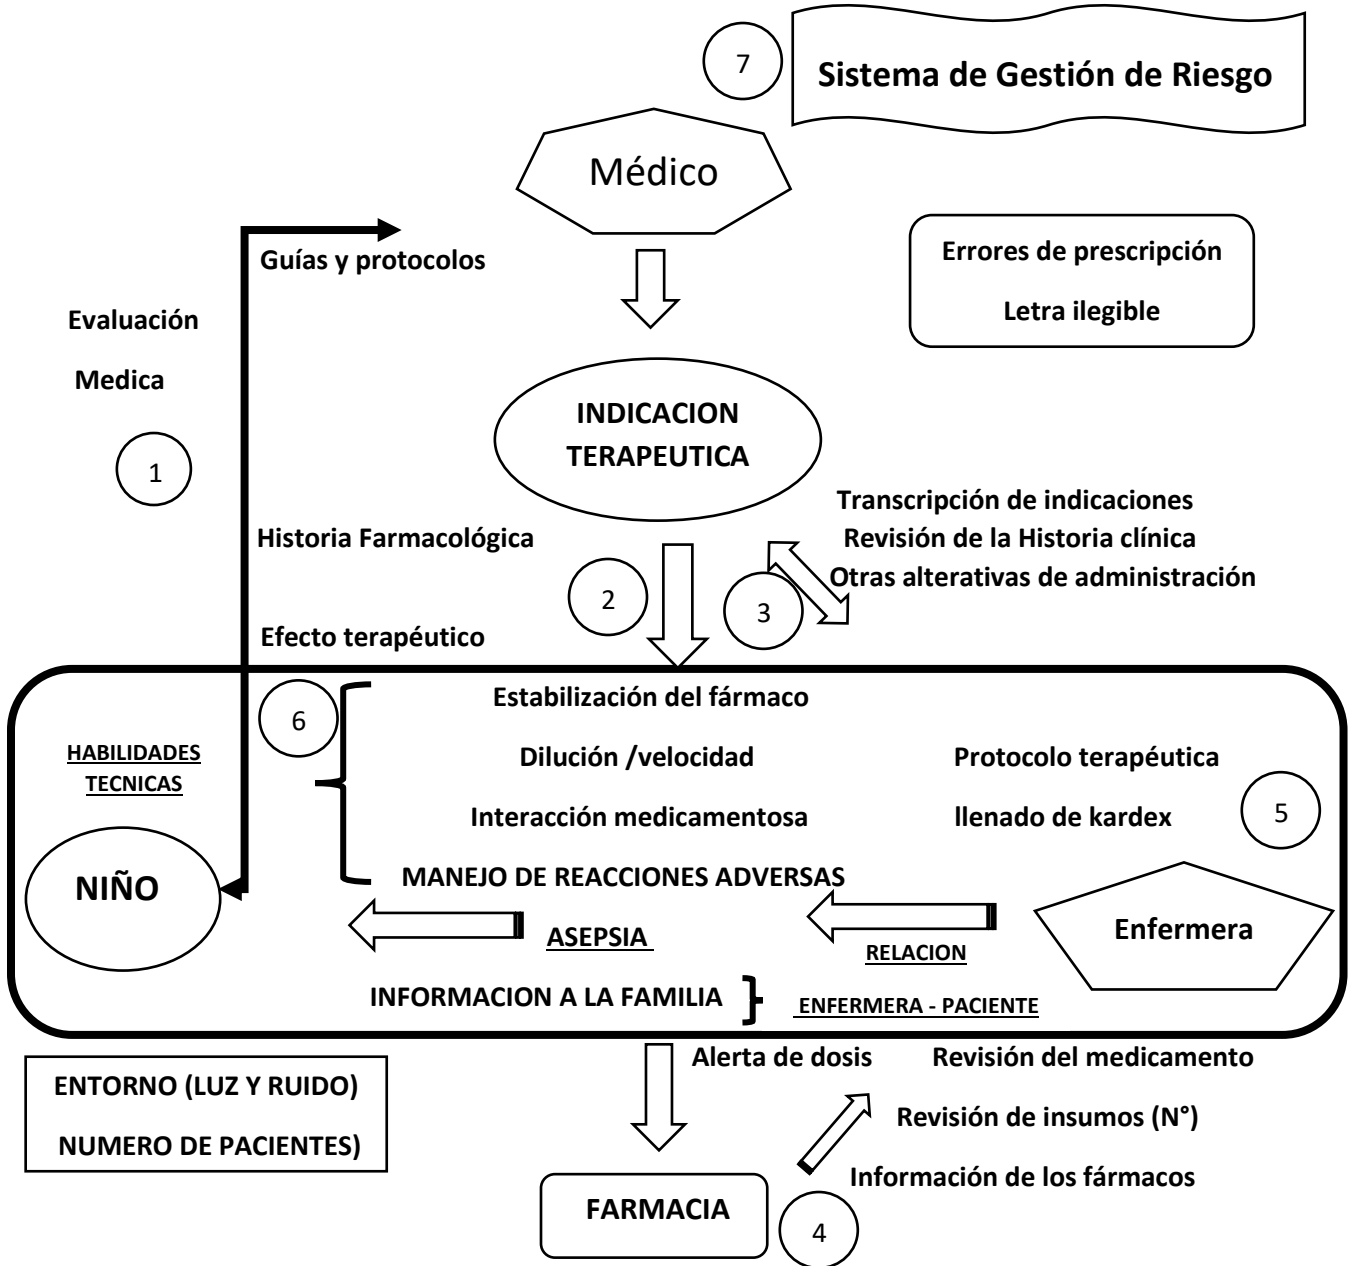 7
Sistema de Gestión de Riesgo
Médico
Guías y protocolos
Errores de prescripción
Letra ilegible
Evaluación
Medica
1
INDICACION
TERAPEUTICA
Transcripción de indicaciones
Revisión de la Historia clínica
Otras alterativas de administración
Historia Farmacológica
2
3
Efecto terapéutico
6
Estabilización del fármaco
HABILIDADES
TECNICAS
Dilución /velocidad
Protocolo terapéutica
Interacción medicamentosa
llenado de kardex
5
NIÑO
MANEJO DE REACCIONES ADVERSAS
ASEPSIA
RELACION
Enfermera
INFORMACION A LA FAMILIA
ENFERMERA - PACIENTE
ENTORNO (LUZ Y RUIDO)
NUMERO DE PACIENTES)
Alerta de dosis
Revisión del medicamento
Revisión de insumos (N°)
Información de los fármacos
FARMACIA
4